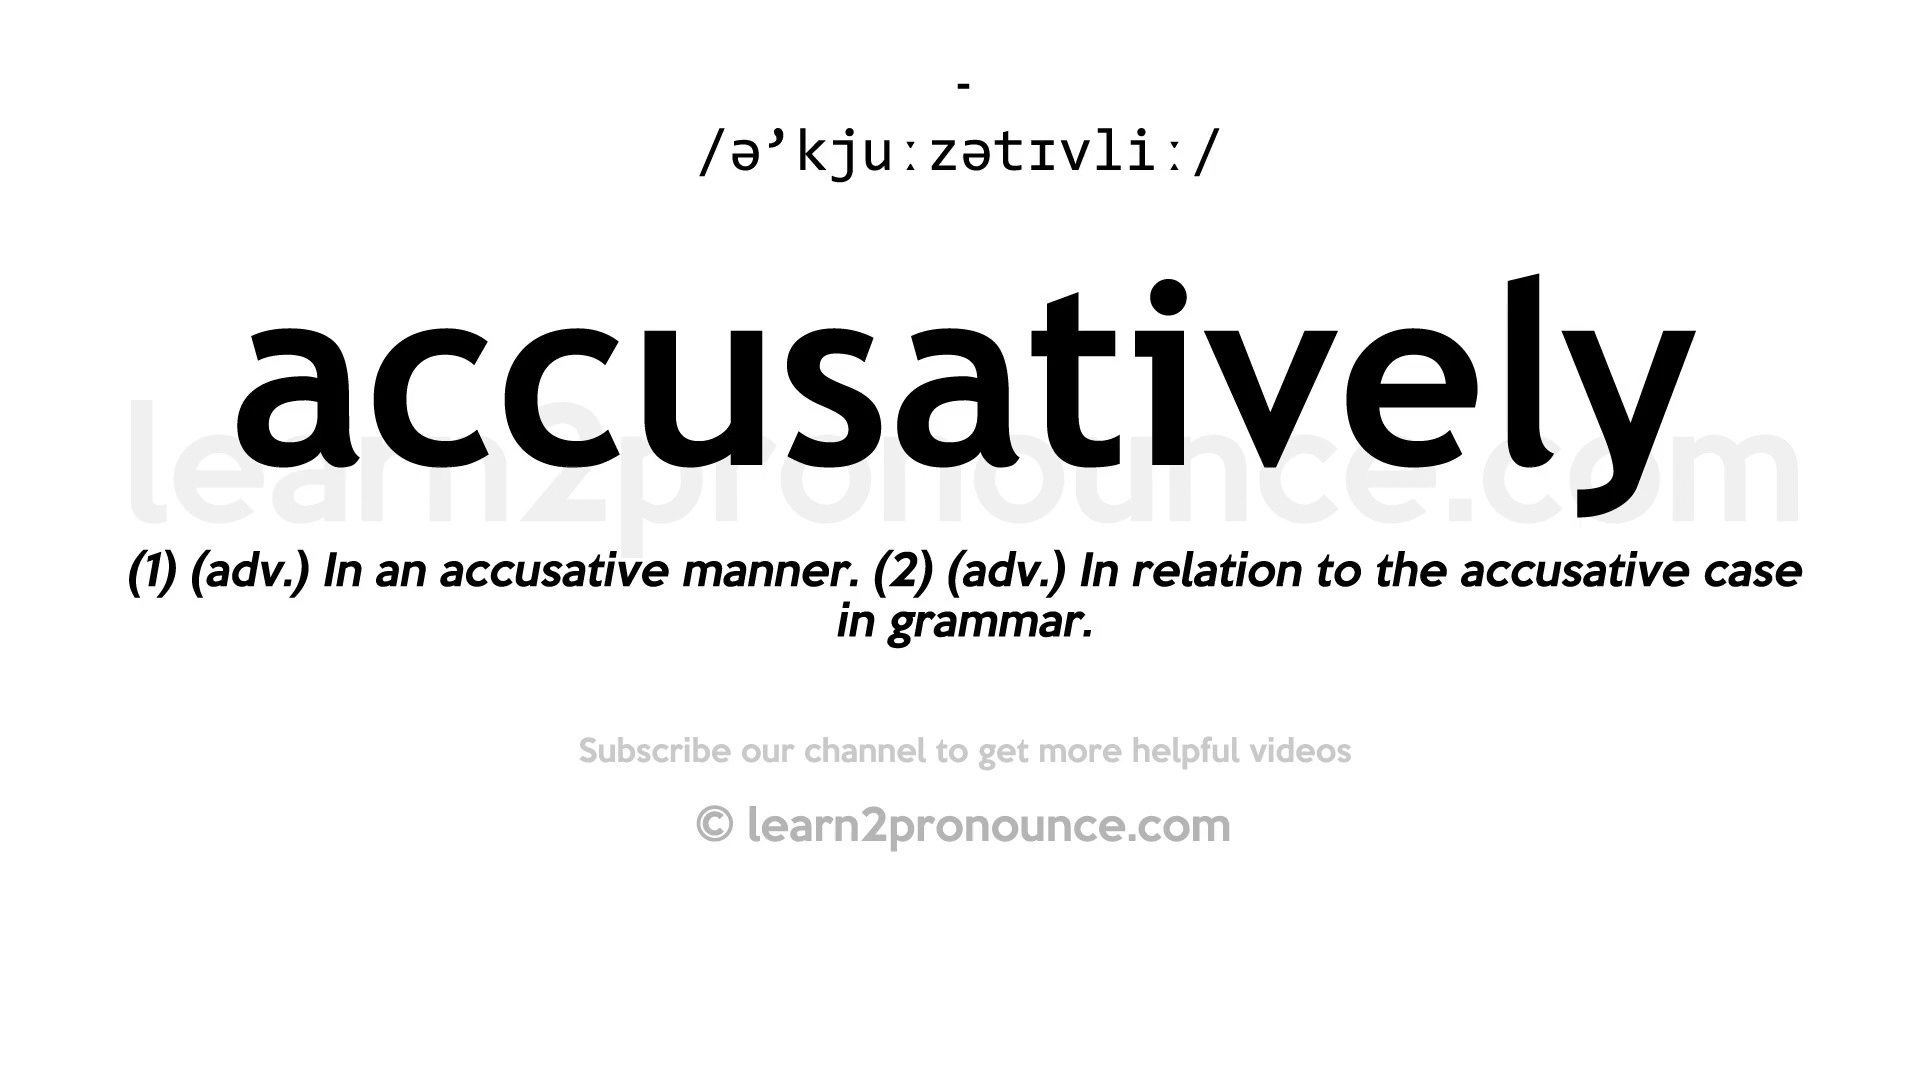 -
/ə’kjuːzətɪvliː/
accusatively
learn2pronounce.com
(1) (adv.) In an accusative manner. (2) (adv.) In relation to the accusative case
in grammar.
Subscribe our channel to get more helpful videos
© learn2pronounce.com